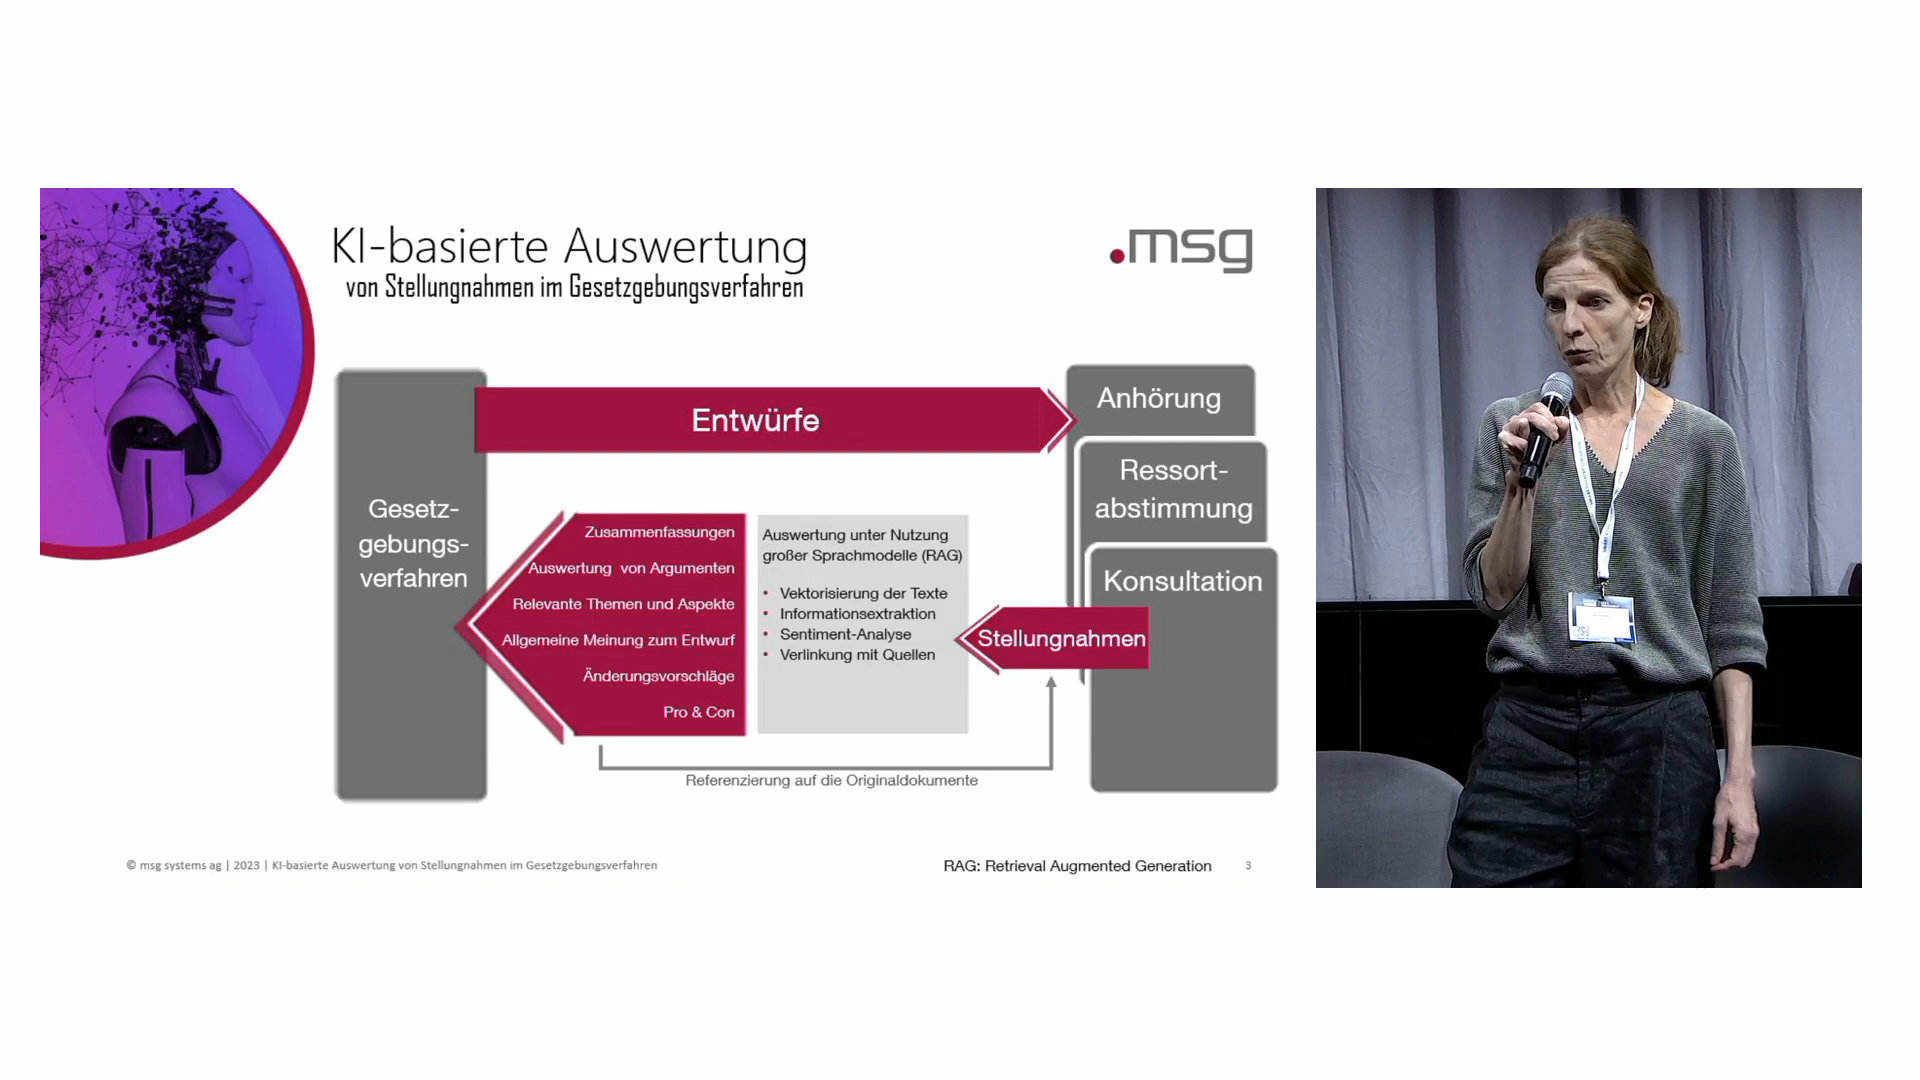 KI-basierte Auswertung
von Stellungnahmen im Gesetzgebungsverfahren
.msg
Entwürfe
Anhörung
Ressort-
abstimmung
Konsultation
Gesetz-
gebungs-
verfahren
Zusammenfassungen
Auswertung von Argumenten
Relevante Themen und Aspekte
Allgemeine Meinung zum Entwurf
Änderungsvorschläge
Pro & Con
Auswertung unter Nutzung
großer Sprachmodelle (RAG)
• Vektorisierung der Texte
• Informationsextraktion
• Sentiment-Analyse
• Verlinkung mit Quellen
Stellungnahmen
Referenzierung auf die Originaldokumente
© msg systems ag | 2023 | KI-basierte Auswertung von Stellungnahmen im Gesetzgebungsverfahren
RAG: Retrieval Augmented Generation
3